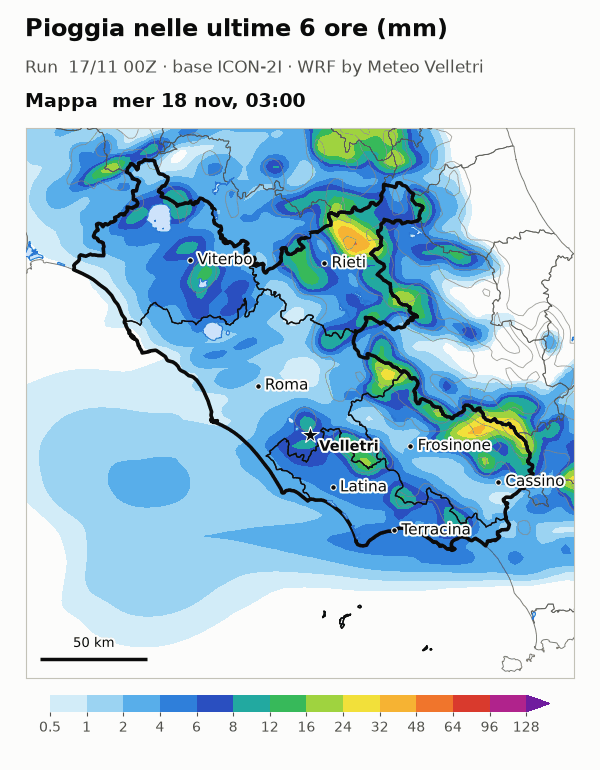 Pioggia nelle ultime 6 ore (mm)
Run  17/11 00Z · base ICON-2I · WRF by Meteo Velletri
Mappa  mer 18 nov, 03:00
Viterbo
Rieti
Roma
Velletri
Frosinone
Cassino
Latina
Terracina
50 km
0.5 1 2 4 6 8 12 16 24 32 48 64 96 128